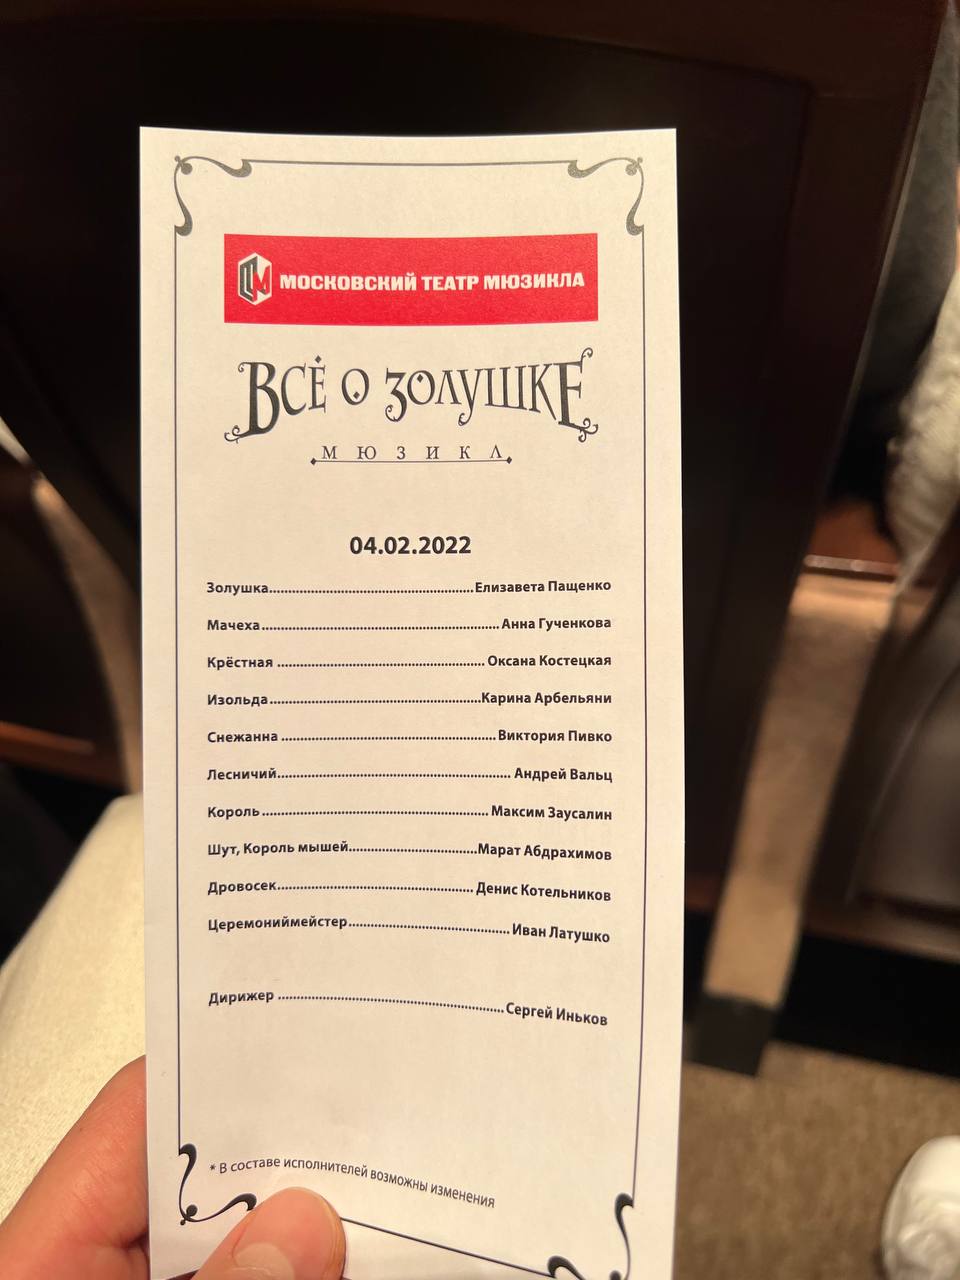 МОСКОВСКИЙ ТЕАТР МЮЗИКЛА
ВСЁ О ЗОЛУШКЕ
МЮЗИКЛ
04.02.2022
Золушка....................Елизавета Пащенко
Мачеха....................Анна Гученкова
Крёстная ....................Оксана Костецкая
Изольда....................Карина Арбельяни
Снежанна ....................Виктория Пивко
Лесничий....................Андрей Вальц
Король....................Максим Заусалин
Шут, Король мышей....................Марат Абдрахимов
Дровосек....................Денис Котельников
Церемониймейстер....................Иван Латушко
Дирижер ....................Сергей Иньков
* В составе исполнителей возможны изменения